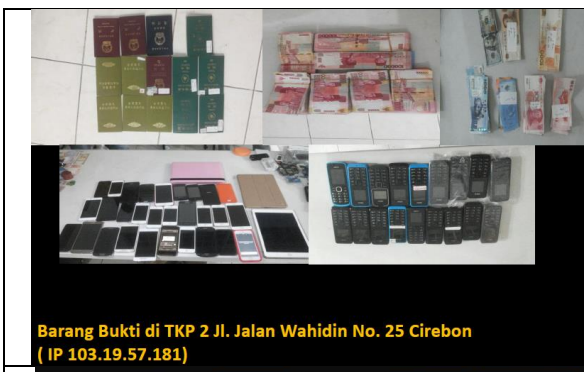 Barang Bukti di TKP 2 Jl. Jalan Wahidin No. 25 Cirebon
( IP 103.19.57.181)